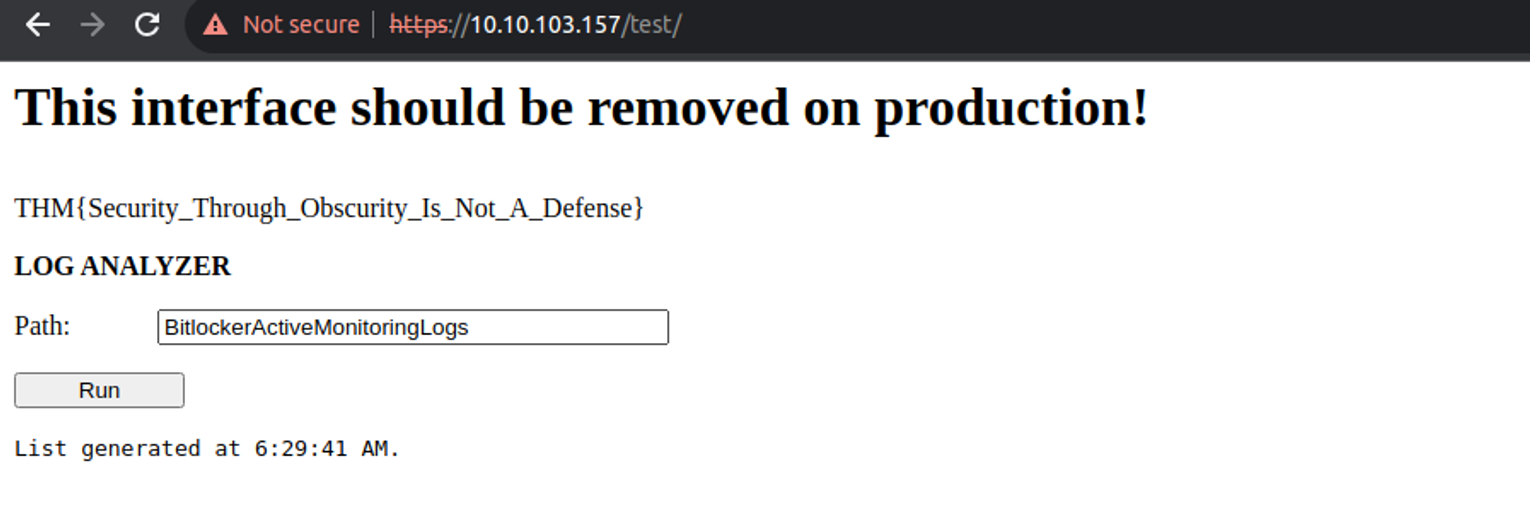 Not secure https://10.10.103.157/test/
This interface should be removed on production!
THM{Security_Through_Obscurity_Is_Not_A_Defense}
LOG ANALYZER
Path: BitlockerActiveMonitoringLogs
Run
List generated at 6:29:41 AM.